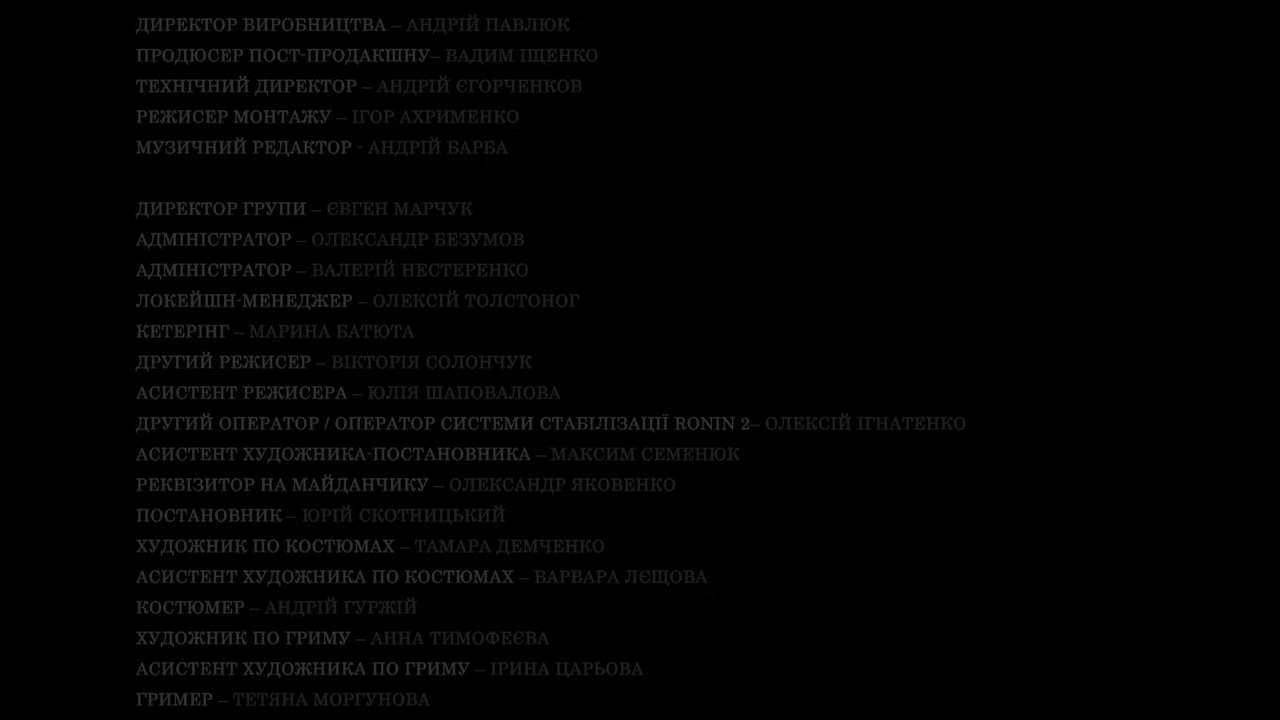 ДИРЕКТОР ВИРОБНИЦТВА – АНДРІЙ ПАВЛЮК
ПРОДЮСЕР ПОСТ-ПРОДАКШНУ– ВАДИМ ІЩЕНКО
ТЕХНІЧНИЙ ДИРЕКТОР – АНДРІЙ ЄГОРЧЕНКОВ
РЕЖИСЕР МОНТАЖУ – ІГОР АХРИМЕНКО
МУЗИЧНИЙ РЕДАКТОР - АНДРІЙ БАРБА
ДИРЕКТОР ГРУПИ – ЄВГЕН МАРЧУК
АДМІНІСТРАТОР – ОЛЕКСАНДР БЕЗУМОВ
АДМІНІСТРАТОР – ВАЛЕРІЙ НЕСТЕРЕНКО
ЛОКЕЙШН-МЕНЕДЖЕР – ОЛЕКСІЙ ТОЛСТОНОГ
КЕТЕРІНГ – МАРИНА БАТЮТА
ДРУГИЙ РЕЖИСЕР – ВІКТОРІЯ СОЛОНЧУК
АСИСТЕНТ РЕЖИСЕРА – ЮЛІЯ ШАПОВАЛОВА
ДРУГИЙ ОПЕРАТОР / ОПЕРАТОР СИСТЕМИ СТАБІЛІЗАЦІЇ RONIN 2– ОЛЕКСІЙ ІГНАТЕНКО
АСИСТЕНТ ХУДОЖНИКА-ПОСТАНОВНИКА – МАКСИМ СЕМЕНЮК
РЕКВІЗИТОР НА МАЙДАНЧИКУ – ОЛЕКСАНДР ЯКОВЕНКО
ПОСТАНОВНИК – ЮРІЙ СКОТНИЦЬКИЙ
ХУДОЖНИК ПО КОСТЮМАХ – ТАМАРА ДЕМЧЕНКО
АСИСТЕНТ ХУДОЖНИКА ПО КОСТЮМАХ – ВАРВАРА ЛЄЩОВА
КОСТЮМЕР – АНДРІЙ ГУРЖІЙ
ХУДОЖНИК ПО ГРИМУ – АННА ТИМОФЕЄВА
АСИСТЕНТ ХУДОЖНИКА ПО ГРИМУ – ІРИНА ЦАРЬОВА
ГРИМЕР – ТЕТЯНА МОРГУНОВА